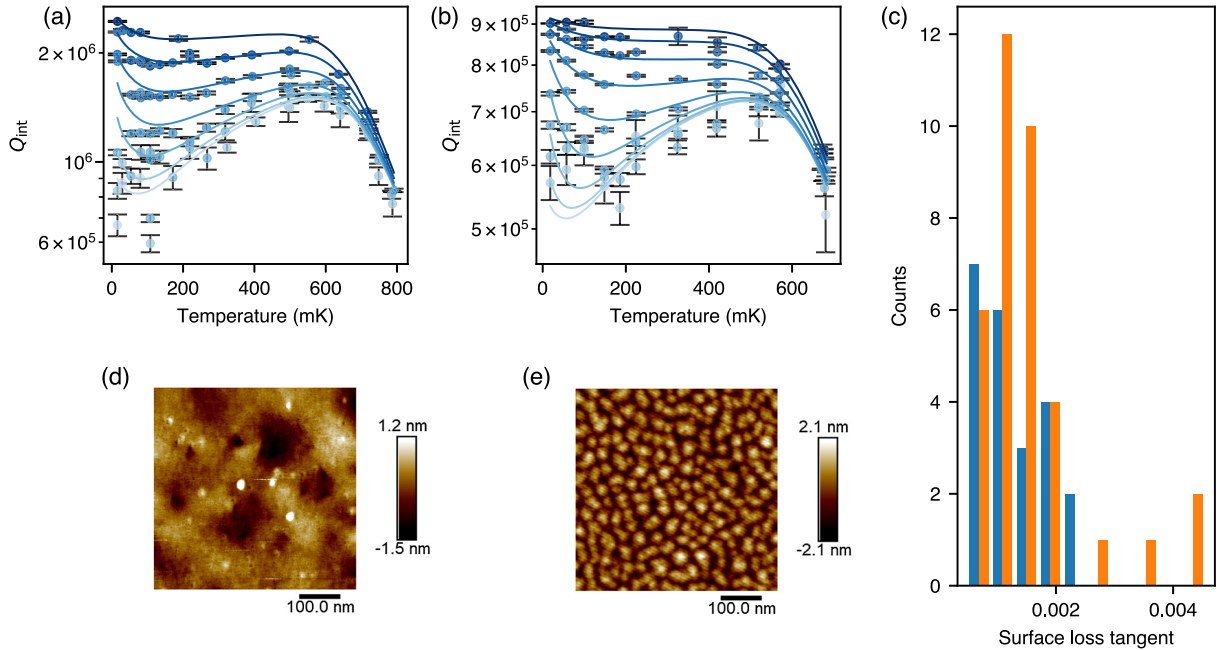 (a)
2 × 10⁶
10⁶
6 × 10⁵
Q_int
0 200 400 600 800
Temperature (mK)
(b)
9 × 10⁵
8 × 10⁵
7 × 10⁵
6 × 10⁵
5 × 10⁵
Q_int
0 200 400 600
Temperature (mK)
(c)
12
10
8
6
4
2
0
Counts
0.002 0.004
Surface loss tangent
(d)
1.2 nm
-1.5 nm
100.0 nm
(e)
2.1 nm
-2.1 nm
100.0 nm